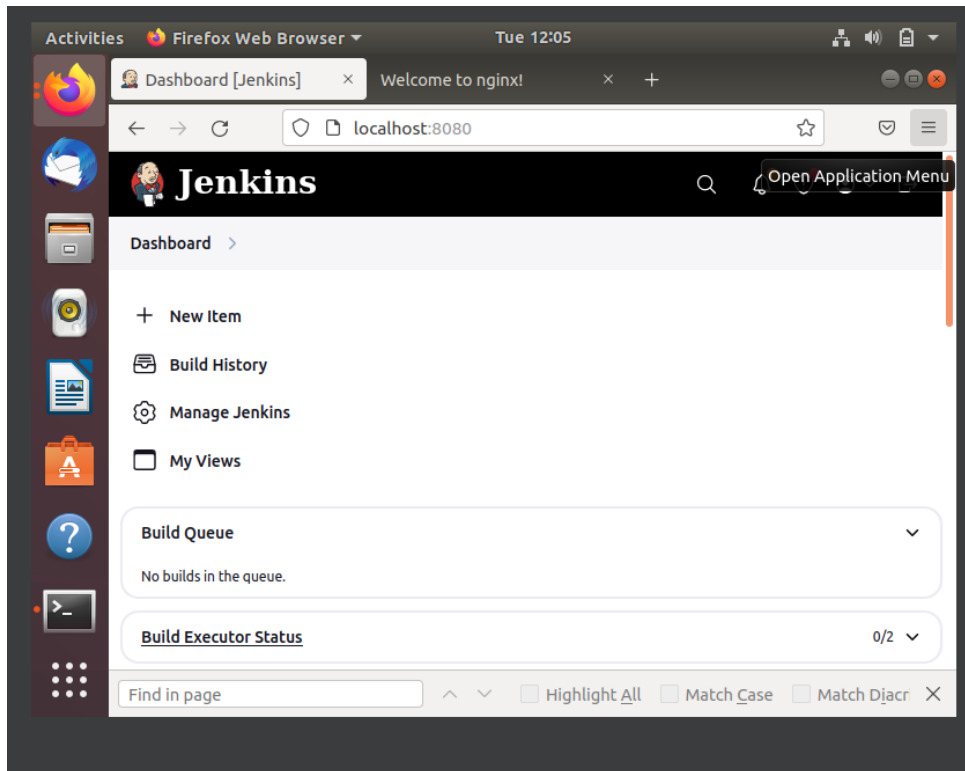 Activities Firefox Web Browser Tue 12:05
Dashboard [Jenkins] × Welcome to nginx! × +
localhost:8080
Jenkins
Open Application Menu
Dashboard >
+ New Item
Build History
Manage Jenkins
My Views
Build Queue
No builds in the queue.
Build Executor Status 0/2
Find in page Highlight All Match Case Match Diacr